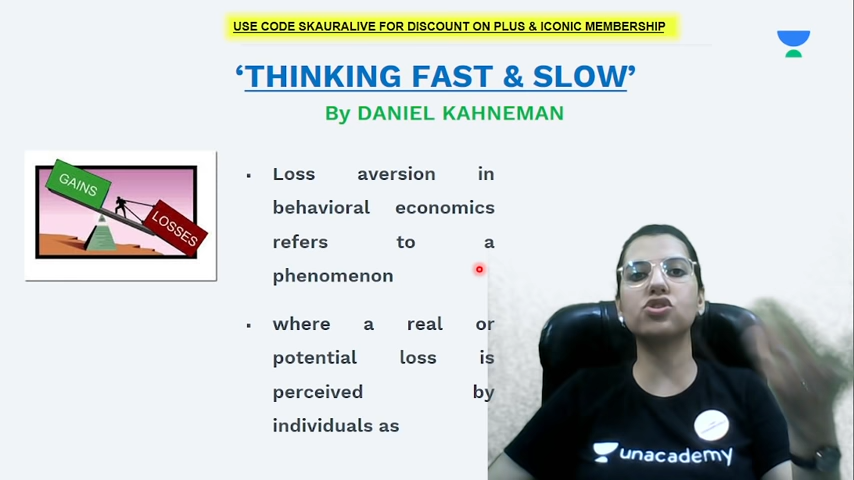 USE CODE SKAURALIVE FOR DISCOUNT ON PLUS & ICONIC MEMBERSHIP
‘THINKING FAST & SLOW’
By DANIEL KAHNEMAN
GAINS
LOSSES
▪ Loss aversion in
behavioral economics
refers to a
phenomenon
▪ where a real or
potential loss is
perceived by
individuals as
unacademy